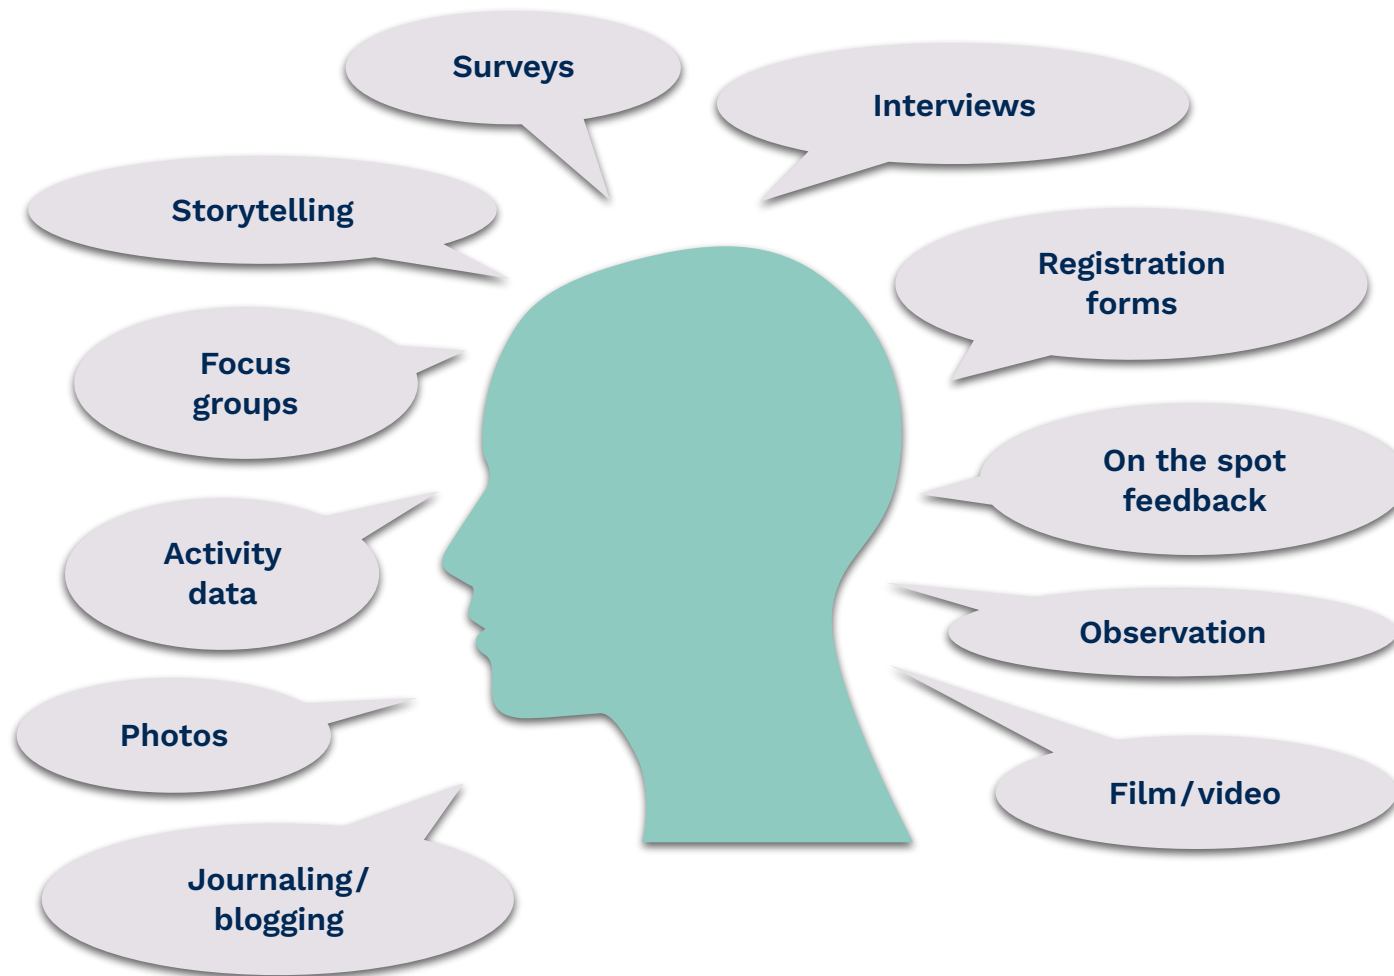 Surveys
Interviews
Storytelling
Registration
forms
Focus
groups
On the spot
feedback
Activity
data
Observation
Photos
Film/video
Journaling/
blogging